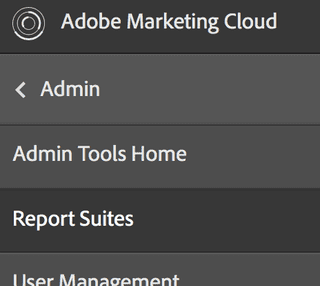 Adobe Marketing Cloud
Admin
Admin Tools Home
Report Suites
User Management